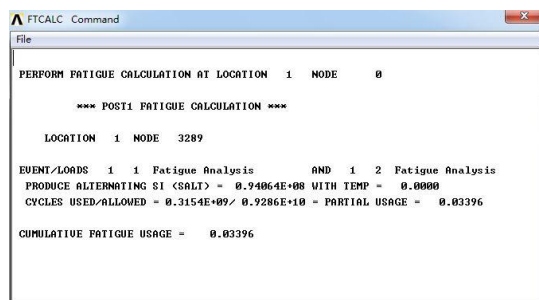 FTCALC Command
File
PERFORM FATIGUE CALCULATION AT LOCATION 1 NODE 0
*** POST1 FATIGUE CALCULATION ***
LOCATION 1 NODE 3289
EVENT/LOADS 1 1 Fatigue Analysis AND 1 2 Fatigue Analysis
PRODUCE ALTERNATING SI (SALT) = 0.94064E+08 WITH TEMP = 0.0000
CYCLES USED/ALLOWED = 0.3154E+09/ 0.9286E+10 = PARTIAL USAGE = 0.03396
CUMULATIVE FATIGUE USAGE = 0.03396